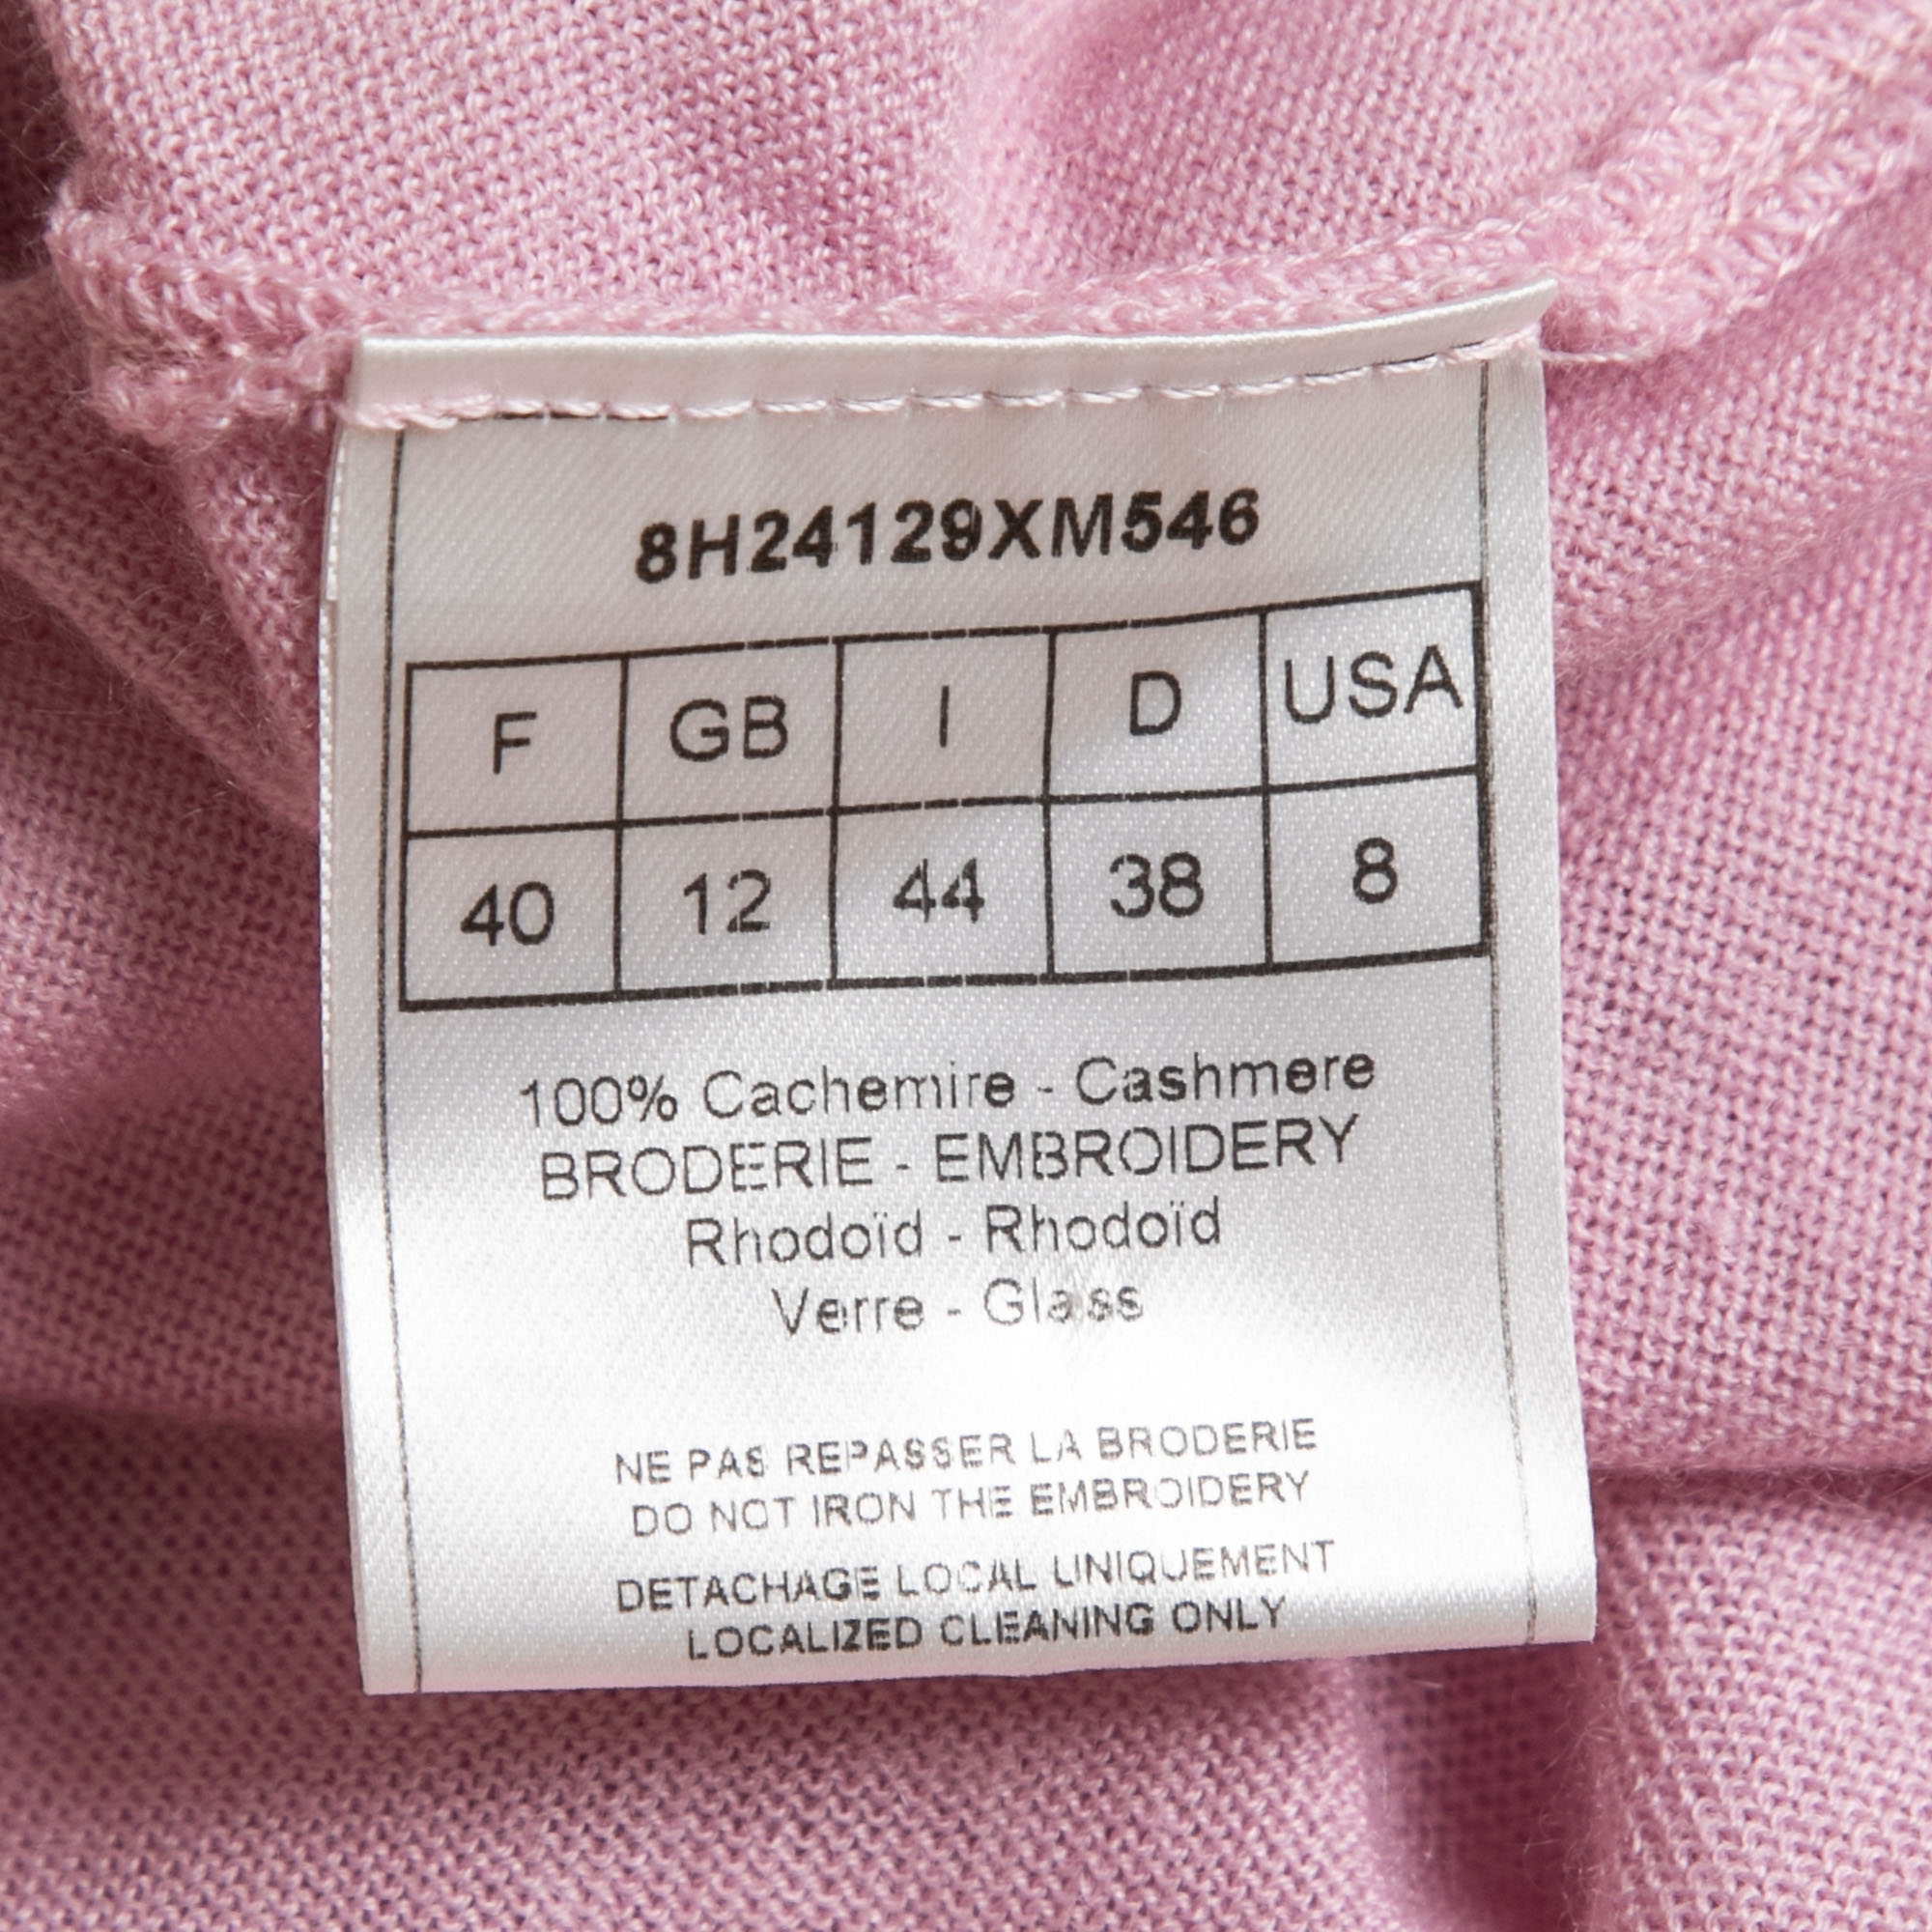 8H24129XM546
F GB I D USA
40 12 44 38 8
100% Cachemire - Cashmere
BRODERIE - EMBROIDERY
Rhodoïd - Rhodoïd
Verre - Glass
NE PAS REPASSER LA BRODERIE
DO NOT IRON THE EMBROIDERY
DETACHAGE LOCAL UNIQUEMENT
LOCALIZED CLEANING ONLY